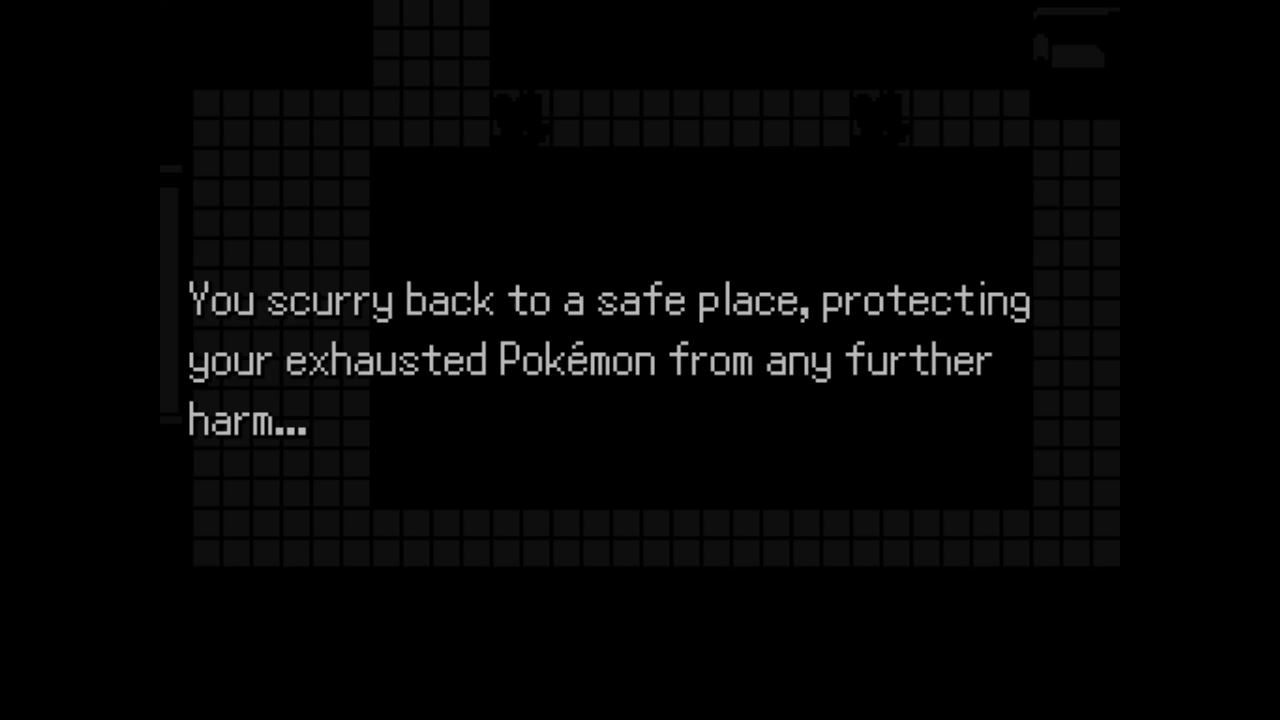 You scurry back to a safe place, protecting
your exhausted Pokémon from any further
harm...